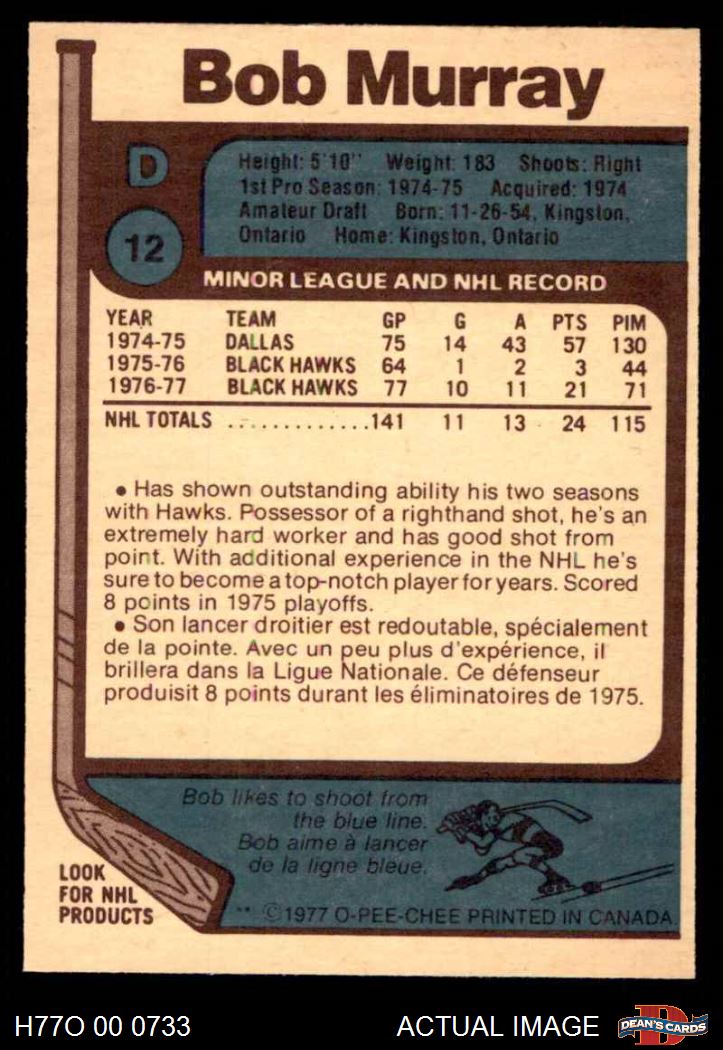 Bob Murray
D
Height: 5'10" Weight: 183 Shoots: Right
1st Pro Season: 1974-75 Acquired: 1974
Amateur Draft Born: 11-26-54, Kingston,
Ontario Home: Kingston, Ontario
12
MINOR LEAGUE AND NHL RECORD
YEAR TEAM GP G A PTS PIM
1974-75 DALLAS 75 14 43 57 130
1975-76 BLACK HAWKS 64 1 2 3 44
1976-77 BLACK HAWKS 77 10 11 21 71
NHL TOTALS .............141 11 13 24 115
• Has shown outstanding ability his two seasons
with Hawks. Possessor of a righthand shot, he's an
extremely hard worker and has good shot from
point. With additional experience in the NHL he's
sure to become a top-notch player for years. Scored
8 points in 1975 playoffs.
• Son lancer droitier est redoutable, spécialement
de la pointe. Avec un peu plus d'expérience, il
brillera dans la Ligue Nationale. Ce défenseur
produisit 8 points durant les éliminatoires de 1975.
Bob likes to shoot from
the blue line.
Bob aime à lancer
de la ligne bleue.
LOOK
FOR NHL
PRODUCTS
** ©1977 O-PEE-CHEE PRINTED IN CANADA.
H77O 00 0733
ACTUAL IMAGE
D
DEAN'S CARDS